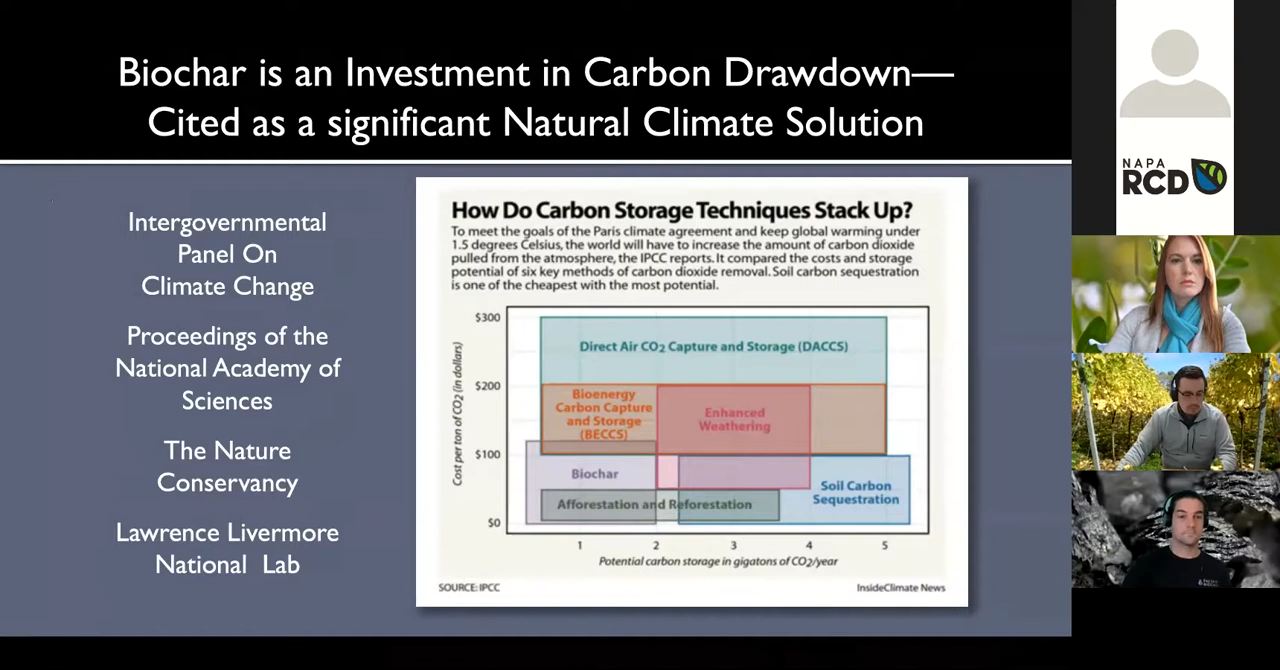 Biochar is an Investment in Carbon Drawdown—
Cited as a significant Natural Climate Solution
Intergovernmental
Panel On
Climate Change
Proceedings of the
National Academy of
Sciences
The Nature
Conservancy
Lawrence Livermore
National Lab
How Do Carbon Storage Techniques Stack Up?
To meet the goals of the Paris climate agreement and keep global warming under
1.5 degrees Celsius, the world will have to increase the amount of carbon dioxide
pulled from the atmosphere, the IPCC reports. It compared the costs and storage
potential of six key methods of carbon dioxide removal. Soil carbon sequestration
is one of the cheapest with the most potential.
Cost per ton of CO2 (in dollars)
$300
$200
$100
$0
Direct Air CO2 Capture and Storage (DACCS)
Bioenergy
Carbon Capture
and Storage
(BECCS)
Enhanced
Weathering
Biochar
Afforestation and Reforestation
Soil Carbon
Sequestration
1 2 3 4 5
Potential carbon storage in gigatons of CO2/year
SOURCE: IPCC
InsideClimate News
NAPA
RCD